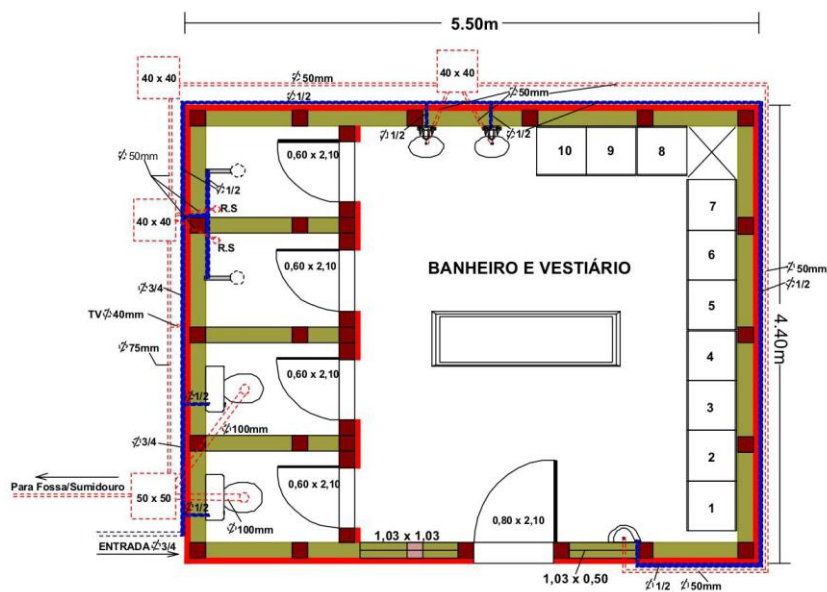 5.50m
40 x 40
⌀50mm
40 x 40
⌀50mm
⌀1/2
⌀1/2
⌀1/2
⌀50mm
0,60 x 2,10
10
9
8
⌀1/2
R.S
7
40 x 40
R.S
6
0,60 x 2,10
BANHEIRO E VESTIÁRIO
⌀50mm
⌀3/4
⌀1/2
5
TV⌀40mm
4.40m
⌀75mm
4
0,60 x 2,10
⌀1/2
3
⌀100mm
⌀3/4
2
Para Fossa/Sumidouro
0,60 x 2,10
50 x 50
⌀1/2
1
0,80 x 2,10
⌀100mm
1,03 x 1,03
ENTRADA⌀3/4
1,03 x 0,50
⌀1/2
⌀50mm